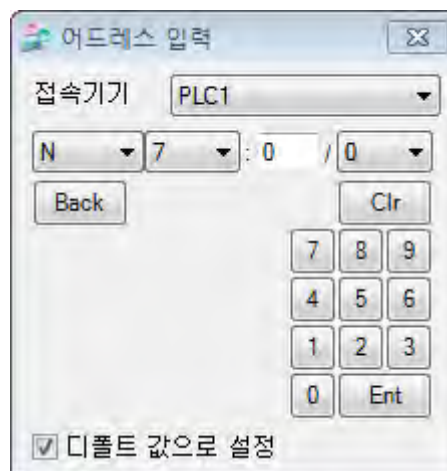 어드레스 입력
접속기기 PLC1
N 7 : 0 / 0
Back Clr
7 8 9
4 5 6
1 2 3
0 Ent
디폴트 값으로 설정